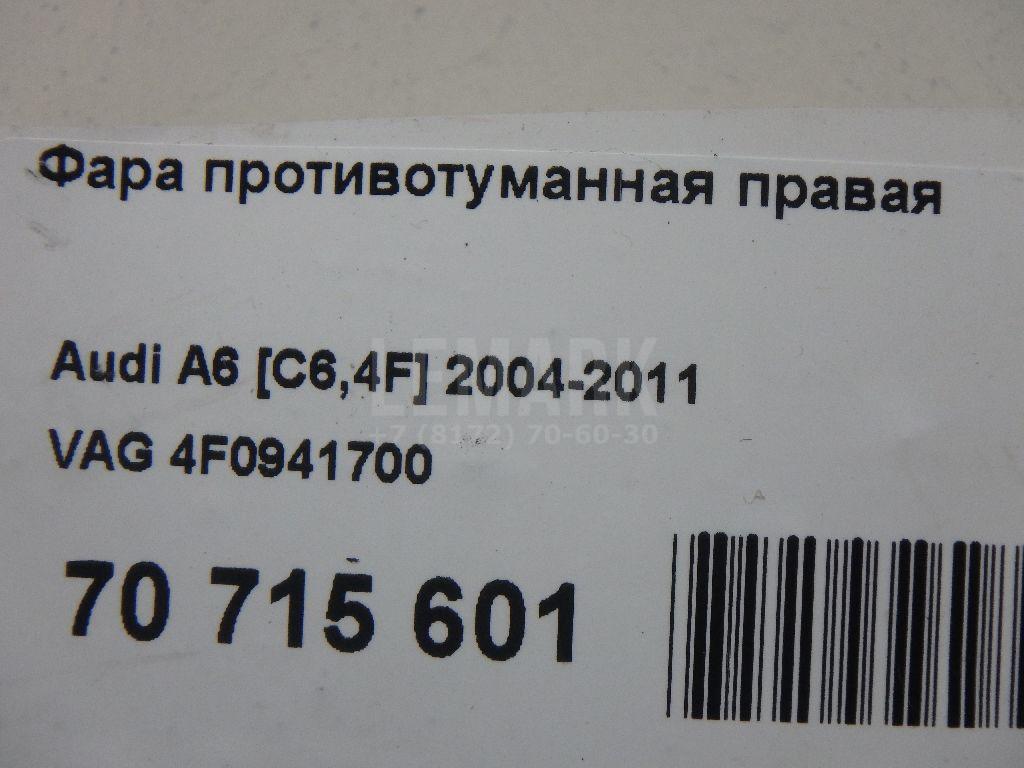 Фара противотуманная правая
Audi A6 [C6,4F] 2004-2011
LEMARK
+7 (8172) 70-60-30
VAG 4F0941700
70 715 601